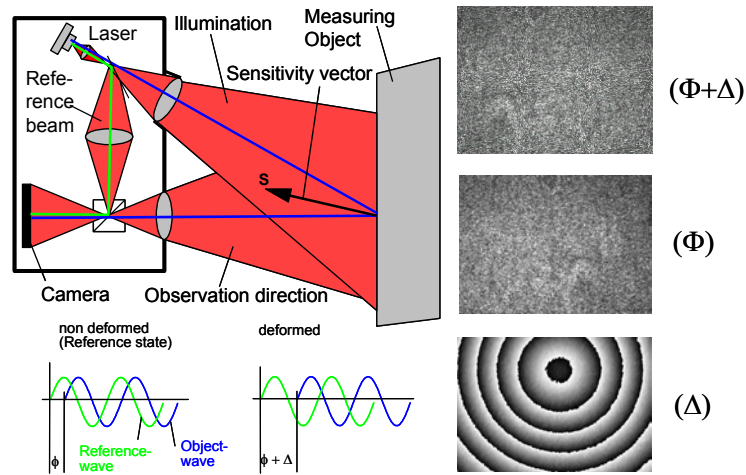 Laser
Illumination
Measuring
Object
Sensitivity vector
Refe-
rence
beam
s
Camera
Observation direction
(Φ+Δ)
(Φ)
(Δ)
non deformed
(Reference state)
deformed
ϕ
Reference-
wave
Object-
wave
ϕ + Δ